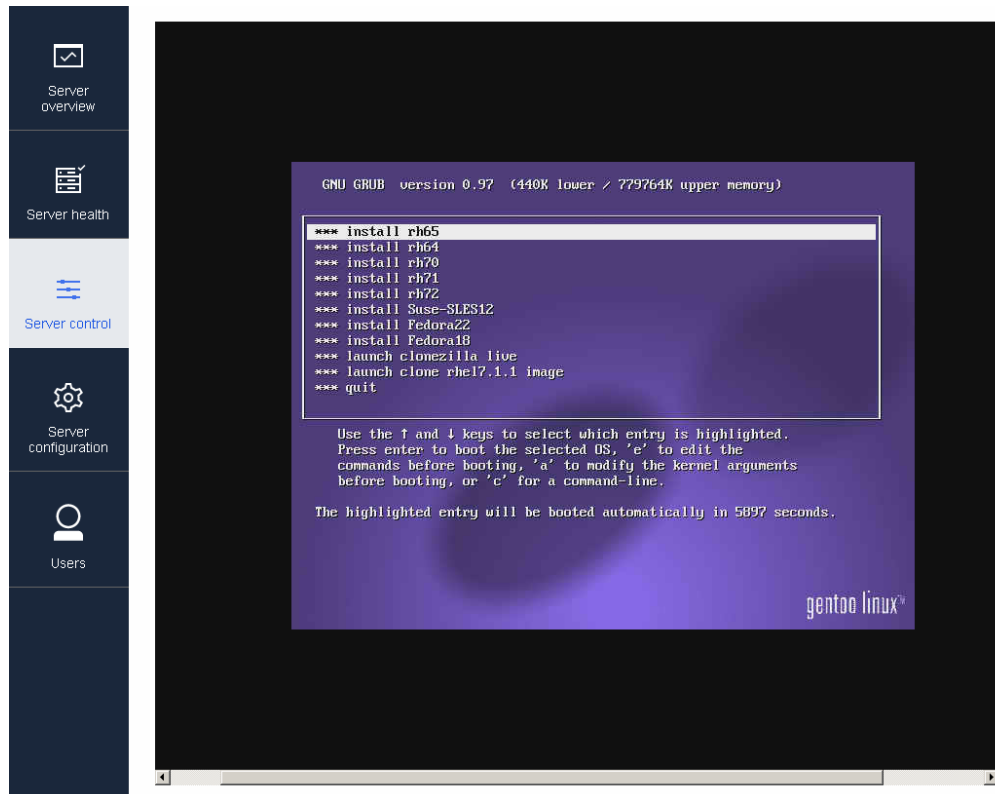 Server
overview
Server health
Server control
Server
configuration
Users
GNU GRUB version 0.97 (440K lower / 779764K upper memory)
*** install rh65
*** install rh64
*** install rh70
*** install rh71
*** install rh72
*** install Suse-SLES12
*** install Fedora22
*** install Fedora18
*** launch clonezilla live
*** launch clone rhel7.1.1 image
*** quit
Use the ↑ and ↓ keys to select which entry is highlighted.
Press enter to boot the selected OS, 'e' to edit the
commands before booting, 'a' to modify the kernel arguments
before booting, or 'c' for a command-line.
The highlighted entry will be booted automatically in 5897 seconds.
gentoo linux™